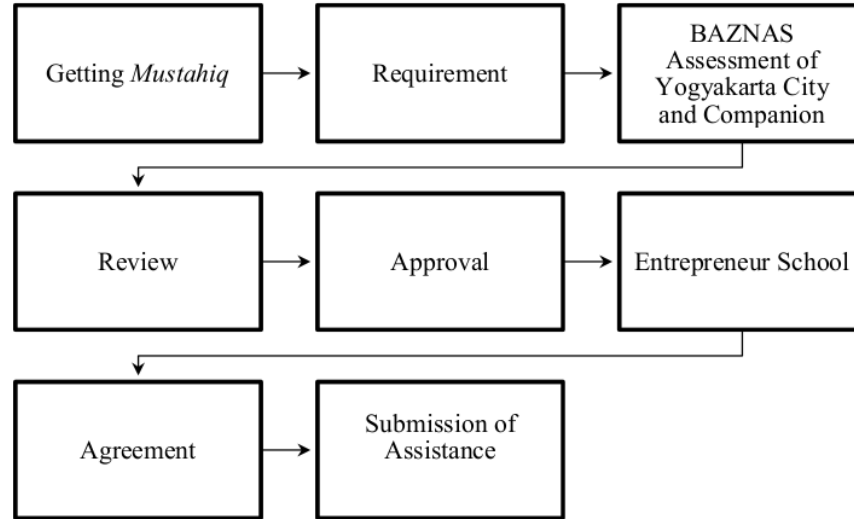 Getting Mustahiq
Requirement
BAZNAS
Assessment of
Yogyakarta City
and Companion
Review
Approval
Entrepreneur School
Agreement
Submission of
Assistance